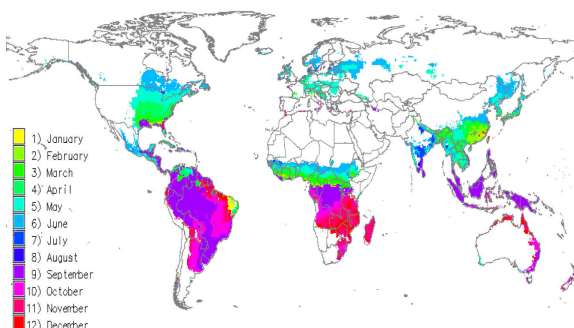 1) January
2) February
3) March
4) April
5) May
6) June
7) July
8) August
9) September
10) October
11) November
12) December